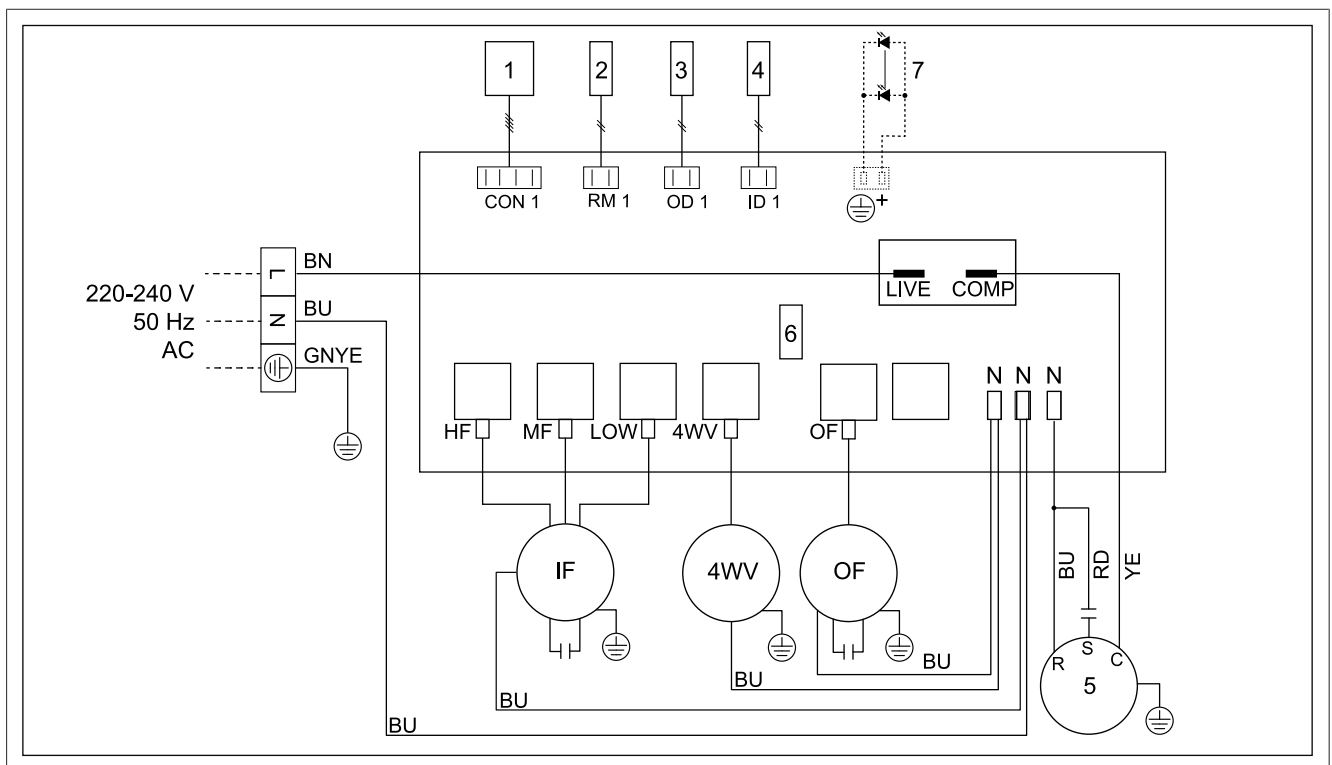 1 2 3 4 7
CON 1 RM 1 OD 1 ID 1 +
220-240 V
50 Hz
AC
L BN
N BU
GNYE
LIVE COMP
6
N N N
HF MF LOW 4WV OF
IF 4WV OF
BU RD YE
R S C
5
BU
BU
BU
BU